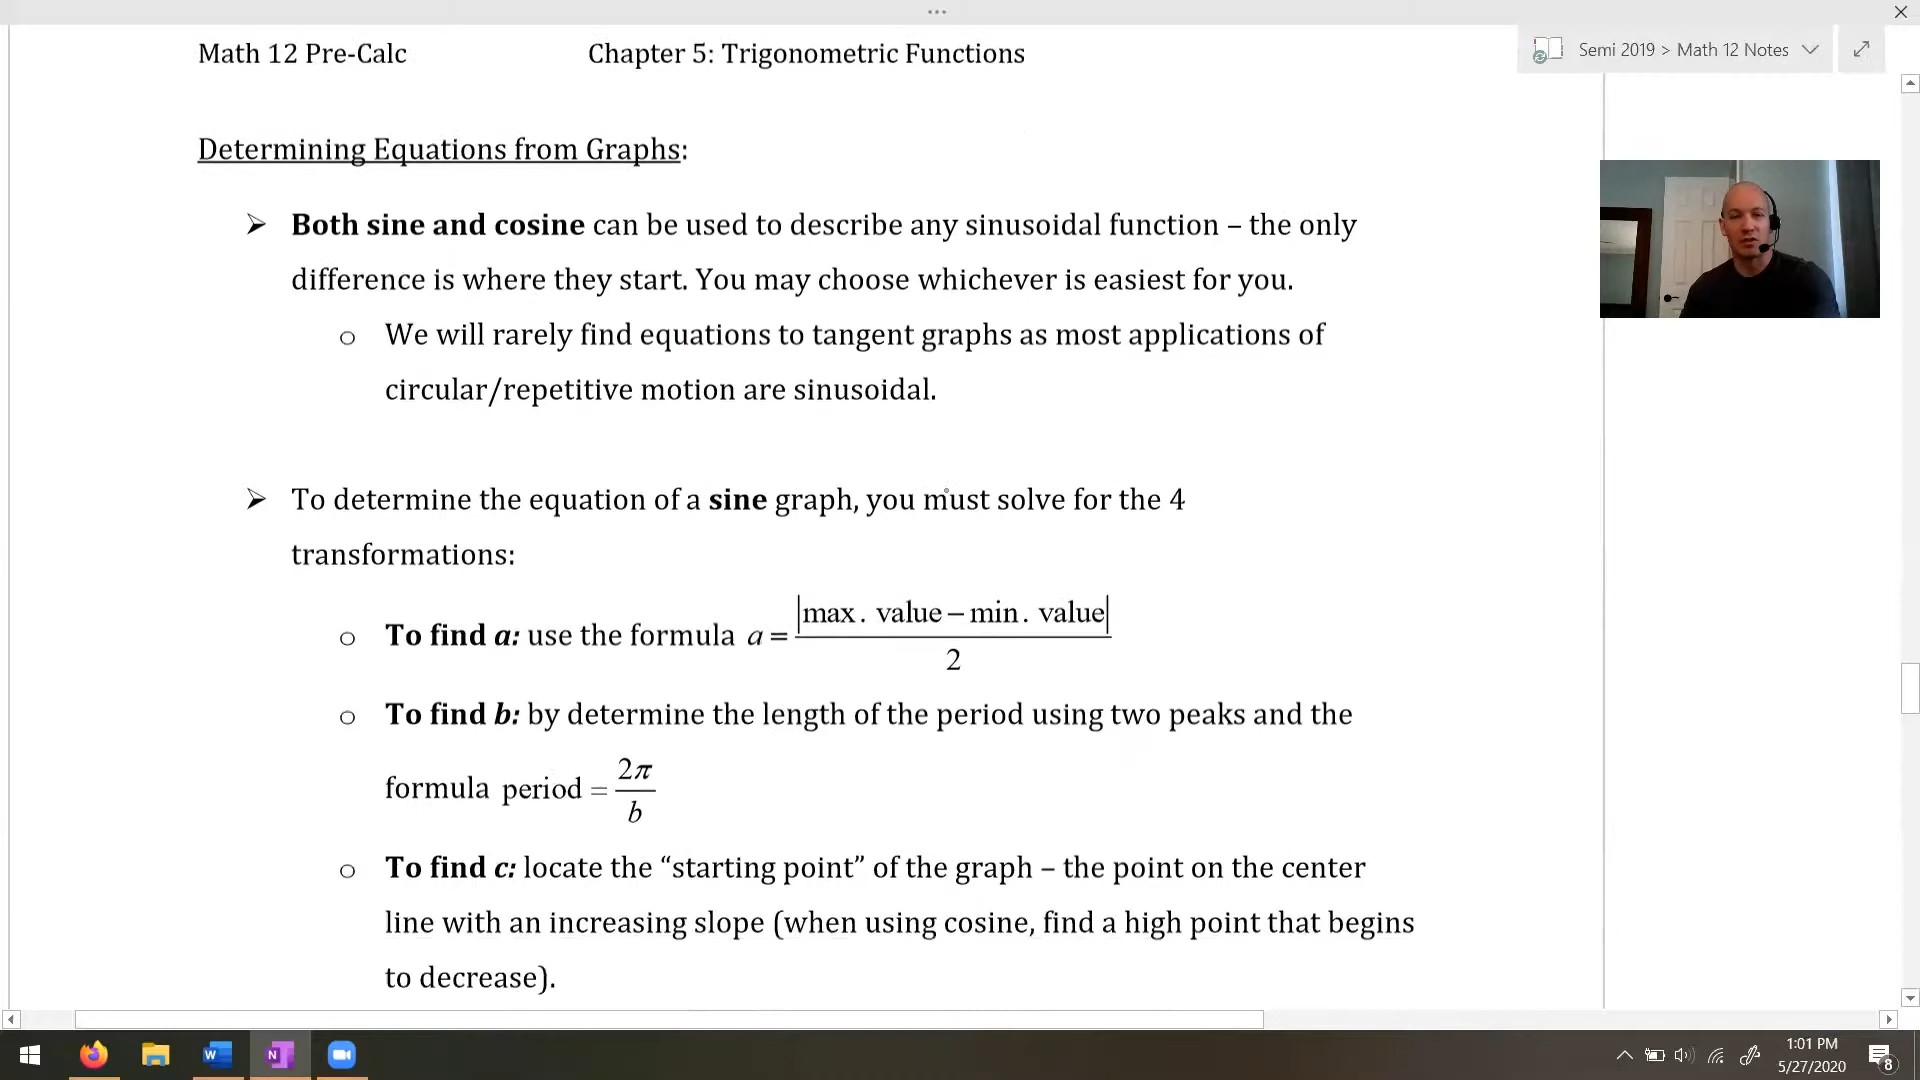 Math 12 Pre-Calc Chapter 5: Trigonometric Functions
Semi 2019 > Math 12 Notes
Determining Equations from Graphs:
➢ Both sine and cosine can be used to describe any sinusoidal function – the only
difference is where they start. You may choose whichever is easiest for you.
o We will rarely find equations to tangent graphs as most applications of
circular/repetitive motion are sinusoidal.
➢ To determine the equation of a sine graph, you must solve for the 4
transformations:
o To find a: use the formula a = |max. value − min. value| / 2
o To find b: by determine the length of the period using two peaks and the
formula period = 2π / b
o To find c: locate the “starting point” of the graph – the point on the center
line with an increasing slope (when using cosine, find a high point that begins
to decrease).
1:01 PM
5/27/2020
8